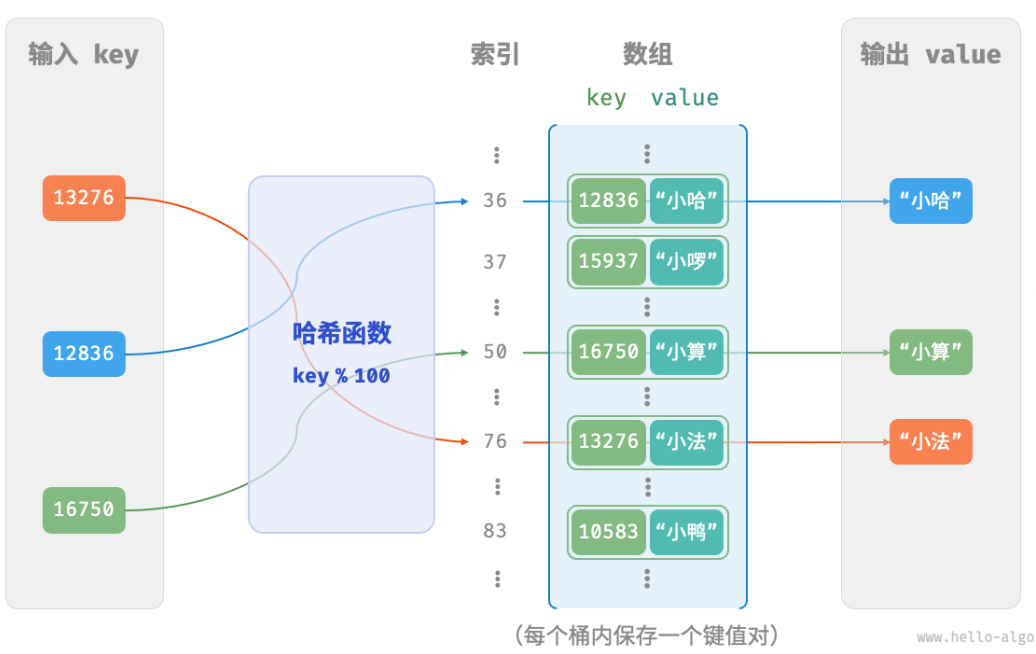 输入 key
索引
数组
输出 value
key value
13276
36
12836 “小哈”
“小哈”
37
15937 “小啰”
哈希函数
key % 100
12836
50
16750 “小算”
“小算”
76
13276 “小法”
“小法”
16750
83
10583 “小鸭”
(每个桶内保存一个键值对)
www.hello-algo